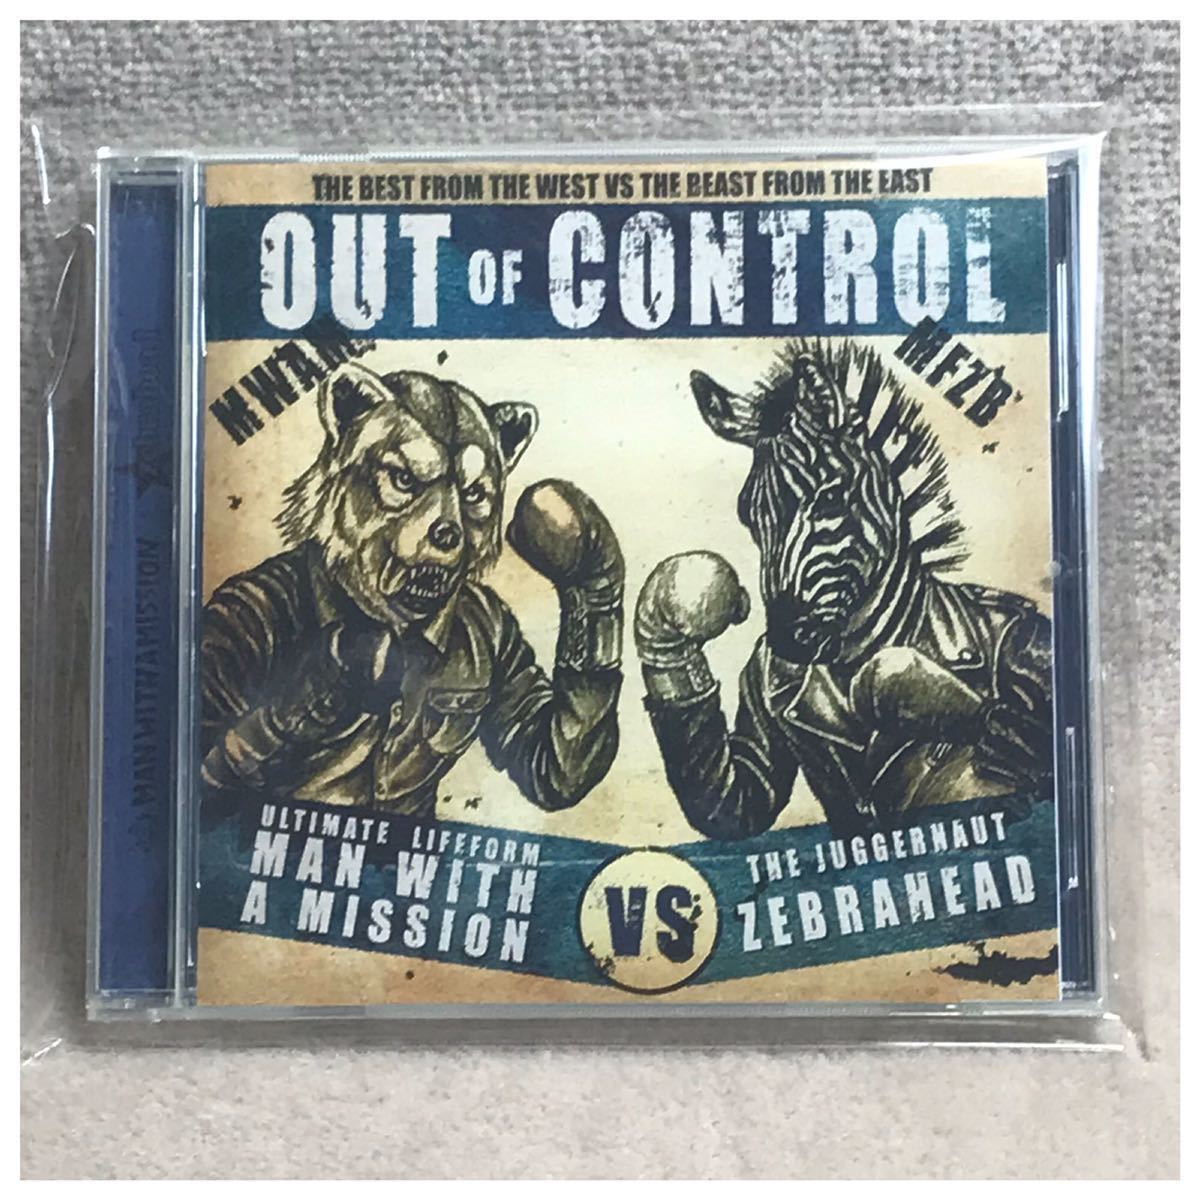 THE BEST FROM THE WEST VS THE BEAST FROM THE EAST
OUT OF CONTROL
MFZB
ULTIMATE LIFEFORM
MAN WITH
A MISSION
VS
THE JUGGERNAUT
ZEBRAHEAD
MAN WITH A MISSION